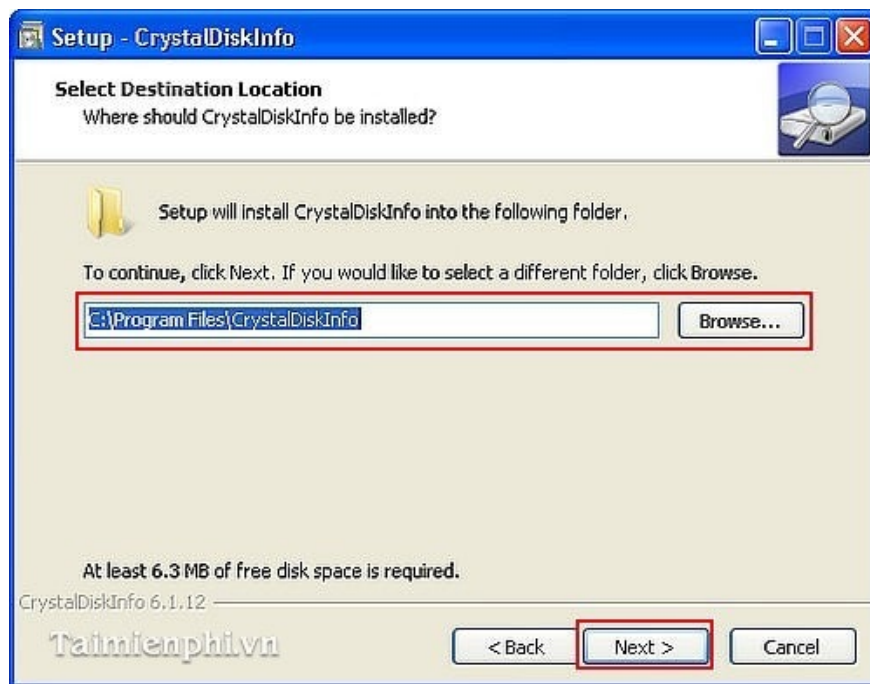 Setup - CrystalDiskInfo
Select Destination Location
Where should CrystalDiskInfo be installed?
Setup will install CrystalDiskInfo into the following folder.
To continue, click Next. If you would like to select a different folder, click Browse.
C:\Program Files\CrystalDiskInfo
Browse...
At least 6.3 MB of free disk space is required.
CrystalDiskInfo 6.1.12
Taimienphi.vn
< Back
Next >
Cancel